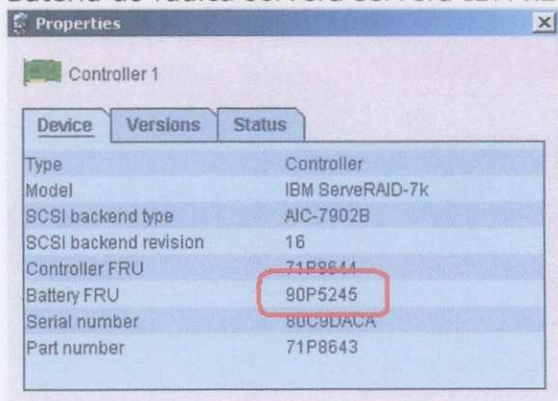 Properties
Controller 1
Device Versions Status
Type Controller
Model IBM ServeRAID-7k
SCSI backend type AIC-7902B
SCSI backend revision 16
Controller FRU 71P8644
Battery FRU 90P5245
Serial number 80C9DACA
Part number 71P8643